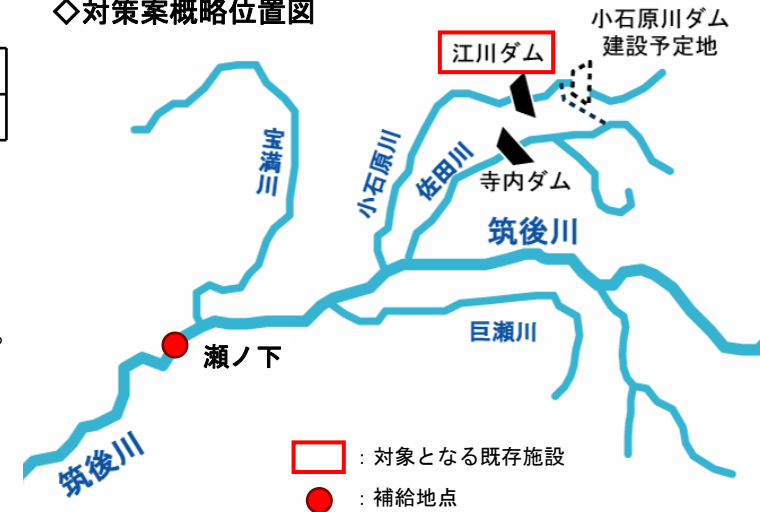 ◇対策案概略位置図
小石原川ダム
建設予定地
江川ダム
宝満川
小石原川
佐田川
寺内ダム
筑後川
巨瀬川
瀬ノ下
筑後川
：対象となる既存施設
：補給地点
。